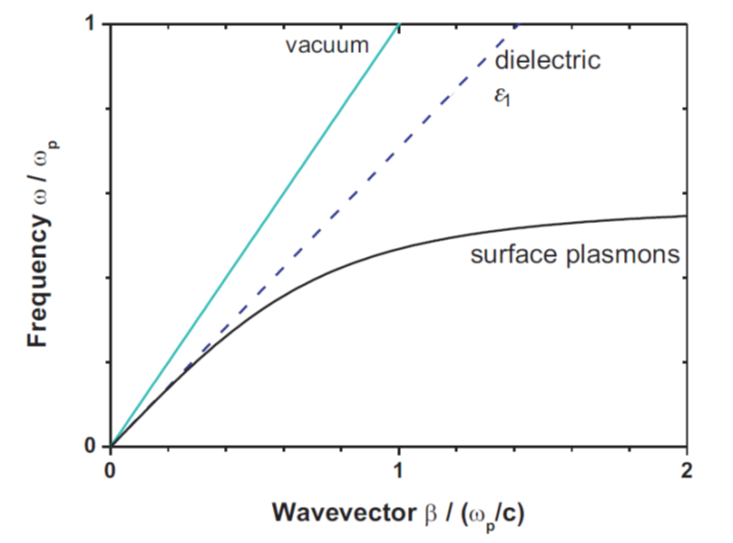 1
vacuum
dielectric
ε1
surface plasmons
Frequency ω / ωp
0
0 1 2
Wavevector β / (ωp/c)